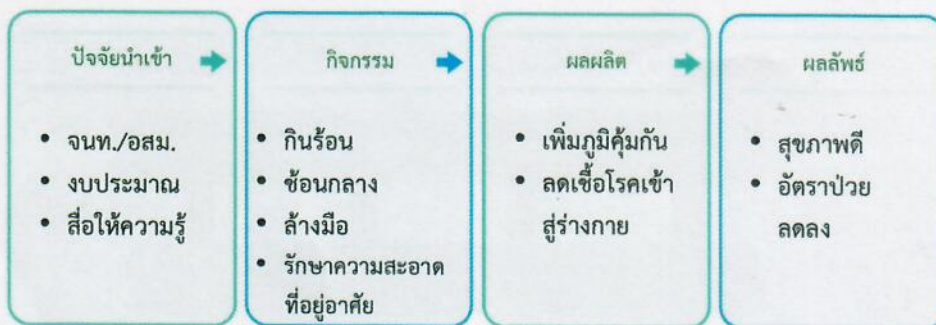 ปัจจัยนำเข้า
• จนท./อสม.
• งบประมาณ
• สื่อให้ความรู้
กิจกรรม
• กินร้อน
• ช้อนกลาง
• ล้างมือ
• รักษาความสะอาด
ที่อยู่อาศัย
ผลผลิต
• เพิ่มภูมิคุ้มกัน
• ลดเชื้อโรคเข้า
สู่ร่างกาย
ผลลัพธ์
• สุขภาพดี
• อัตราป่วย
ลดลง